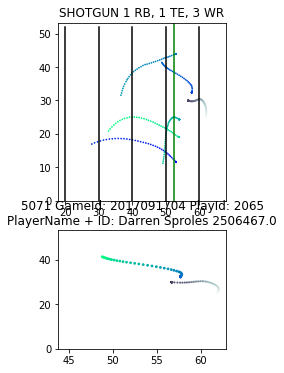 SHOTGUN 1 RB, 1 TE, 3 WR
50
40
30
20
10
0
20 30 40 50 60
5071 GameId: 2017091704 PlayId: 2065
PlayerName + ID: Darren Sproles 2506467.0
40
20
0
45 50 55 60